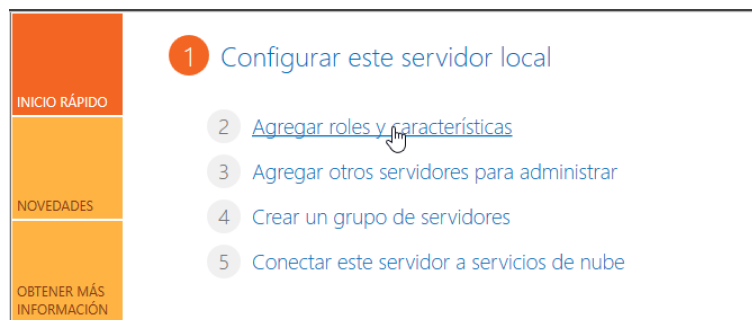 INICIO RÁPIDO
NOVEDADES
OBTENER MÁS
INFORMACIÓN
1 Configurar este servidor local
2 Agregar roles y características
3 Agregar otros servidores para administrar
4 Crear un grupo de servidores
5 Conectar este servidor a servicios de nube